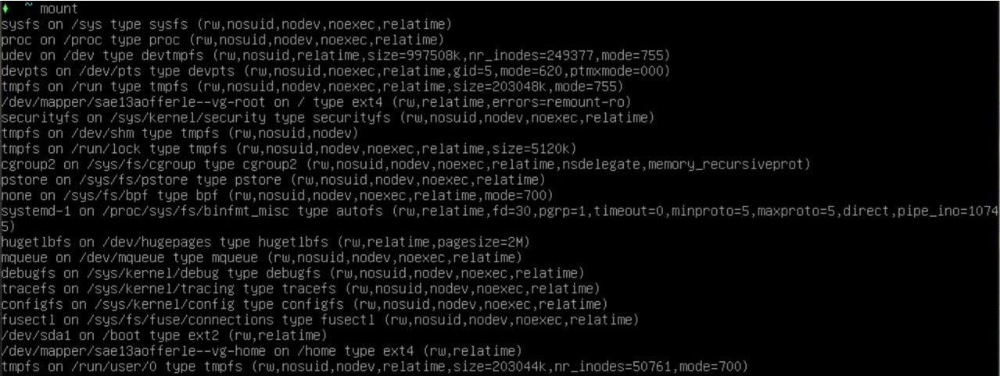 ♦ ~ mount
sysfs on /sys type sysfs (rw,nosuid,nodev,noexec,relatime)
proc on /proc type proc (rw,nosuid,nodev,noexec,relatime)
udev on /dev type devtmpfs (rw,nosuid,relatime,size=997508k,nr_inodes=249377,mode=755)
devpts on /dev/pts type devpts (rw,nosuid,noexec,relatime,gid=5,mode=620,ptmxmode=000)
tmpfs on /run type tmpfs (rw,nosuid,nodev,noexec,relatime,size=203048k,mode=755)
/dev/mapper/sae13aofferle--vg-root on / type ext4 (rw,relatime,errors=remount-ro)
securityfs on /sys/kernel/security type securityfs (rw,nosuid,nodev,noexec,relatime)
tmpfs on /dev/shm type tmpfs (rw,nosuid,nodev)
tmpfs on /run/lock type tmpfs (rw,nosuid,nodev,noexec,relatime,size=5120k)
cgroup2 on /sys/fs/cgroup type cgroup2 (rw,nosuid,nodev,noexec,relatime,nsdelegate,memory_recursiveprot)
pstore on /sys/fs/pstore type pstore (rw,nosuid,nodev,noexec,relatime)
none on /sys/fs/bpf type bpf (rw,nosuid,nodev,noexec,relatime,mode=700)
systemd-1 on /proc/sys/fs/binfmt_misc type autofs (rw,relatime,fd=30,pgrp=1,timeout=0,minproto=5,maxproto=5,direct,pipe_ino=1074
5)
hugetlbfs on /dev/hugepages type hugetlbfs (rw,relatime,pagesize=2M)
mqueue on /dev/mqueue type mqueue (rw,nosuid,nodev,noexec,relatime)
debugfs on /sys/kernel/debug type debugfs (rw,nosuid,nodev,noexec,relatime)
tracefs on /sys/kernel/tracing type tracefs (rw,nosuid,nodev,noexec,relatime)
configfs on /sys/kernel/config type configfs (rw,nosuid,nodev,noexec,relatime)
fusectl on /sys/fs/fuse/connections type fusectl (rw,nosuid,nodev,noexec,relatime)
/dev/sda1 on /boot type ext2 (rw,relatime)
/dev/mapper/sae13aofferle--vg-home on /home type ext4 (rw,relatime)
tmpfs on /run/user/0 type tmpfs (rw,nosuid,nodev,relatime,size=203044k,nr_inodes=50761,mode=700)